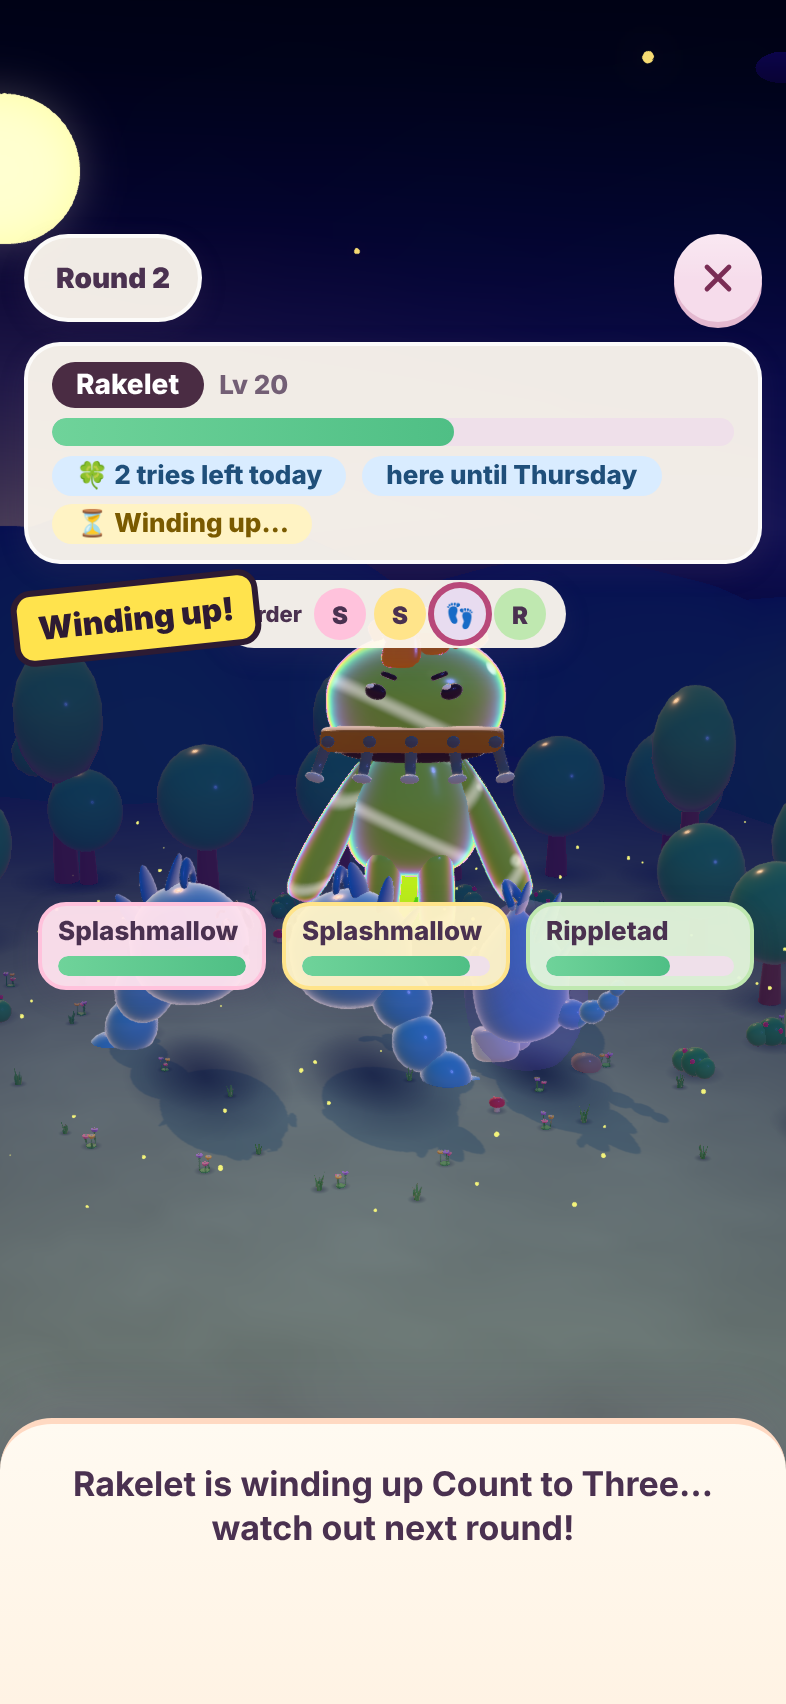 Round 2
Rakelet Lv 20
🍀 2 tries left today here until Thursday
⏳ Winding up...
Winding up! rder S S 👣 R
Splashmallow Splashmallow Rippletad
Rakelet is winding up Count to Three...
watch out next round!